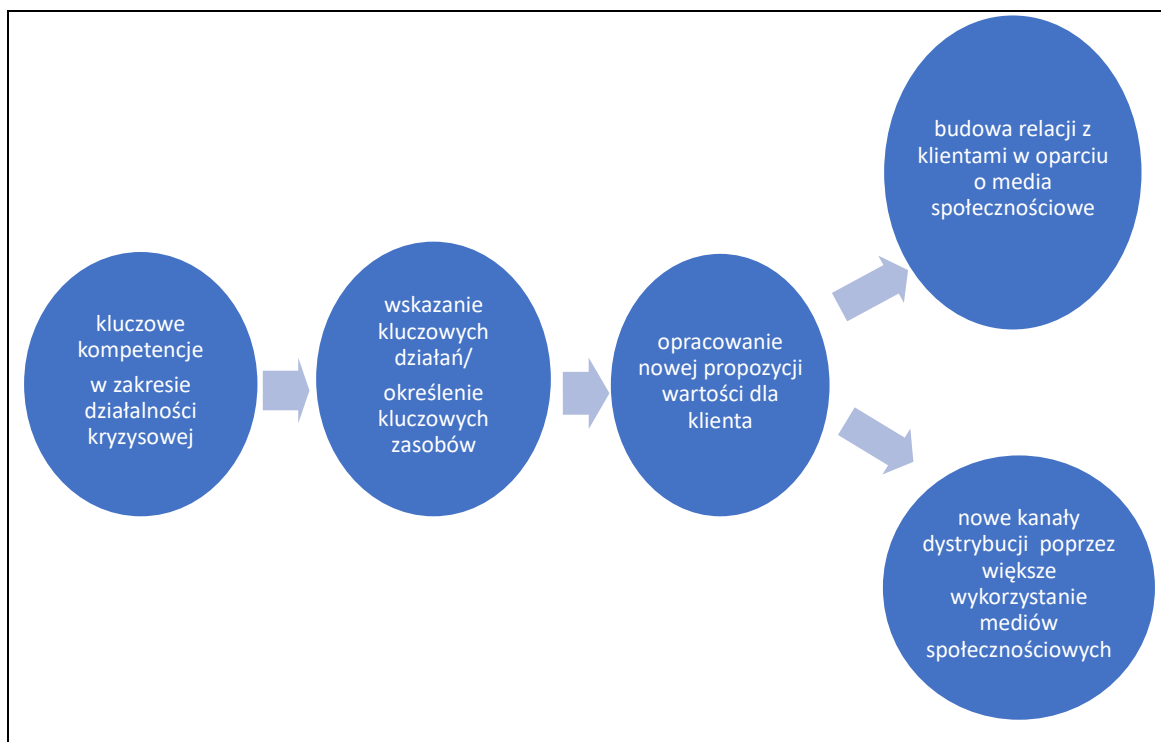 kluczowe
kompetencje
w zakresie
działalności
kryzysowej
wskazanie
kluczowych
działań/
określenie
kluczowych
zasobów
opracowanie
nowej propozycji
wartości dla
klienta
budowa relacji z
klientami w oparciu
o media
społecznościowe
nowe kanały
dystrybucji  poprzez
większe
wykorzystanie
mediów
społecznościowych